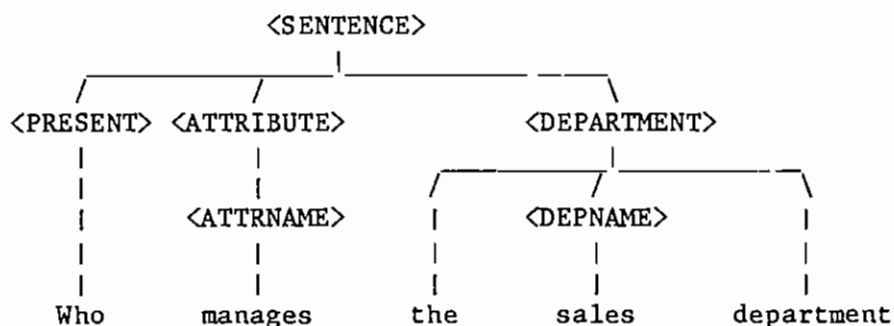 <SENTENCE>
<PRESENT> <ATTRIBUTE> <DEPARTMENT>
<ATTRNAME> <DEPNAME>
Who manages the sales department